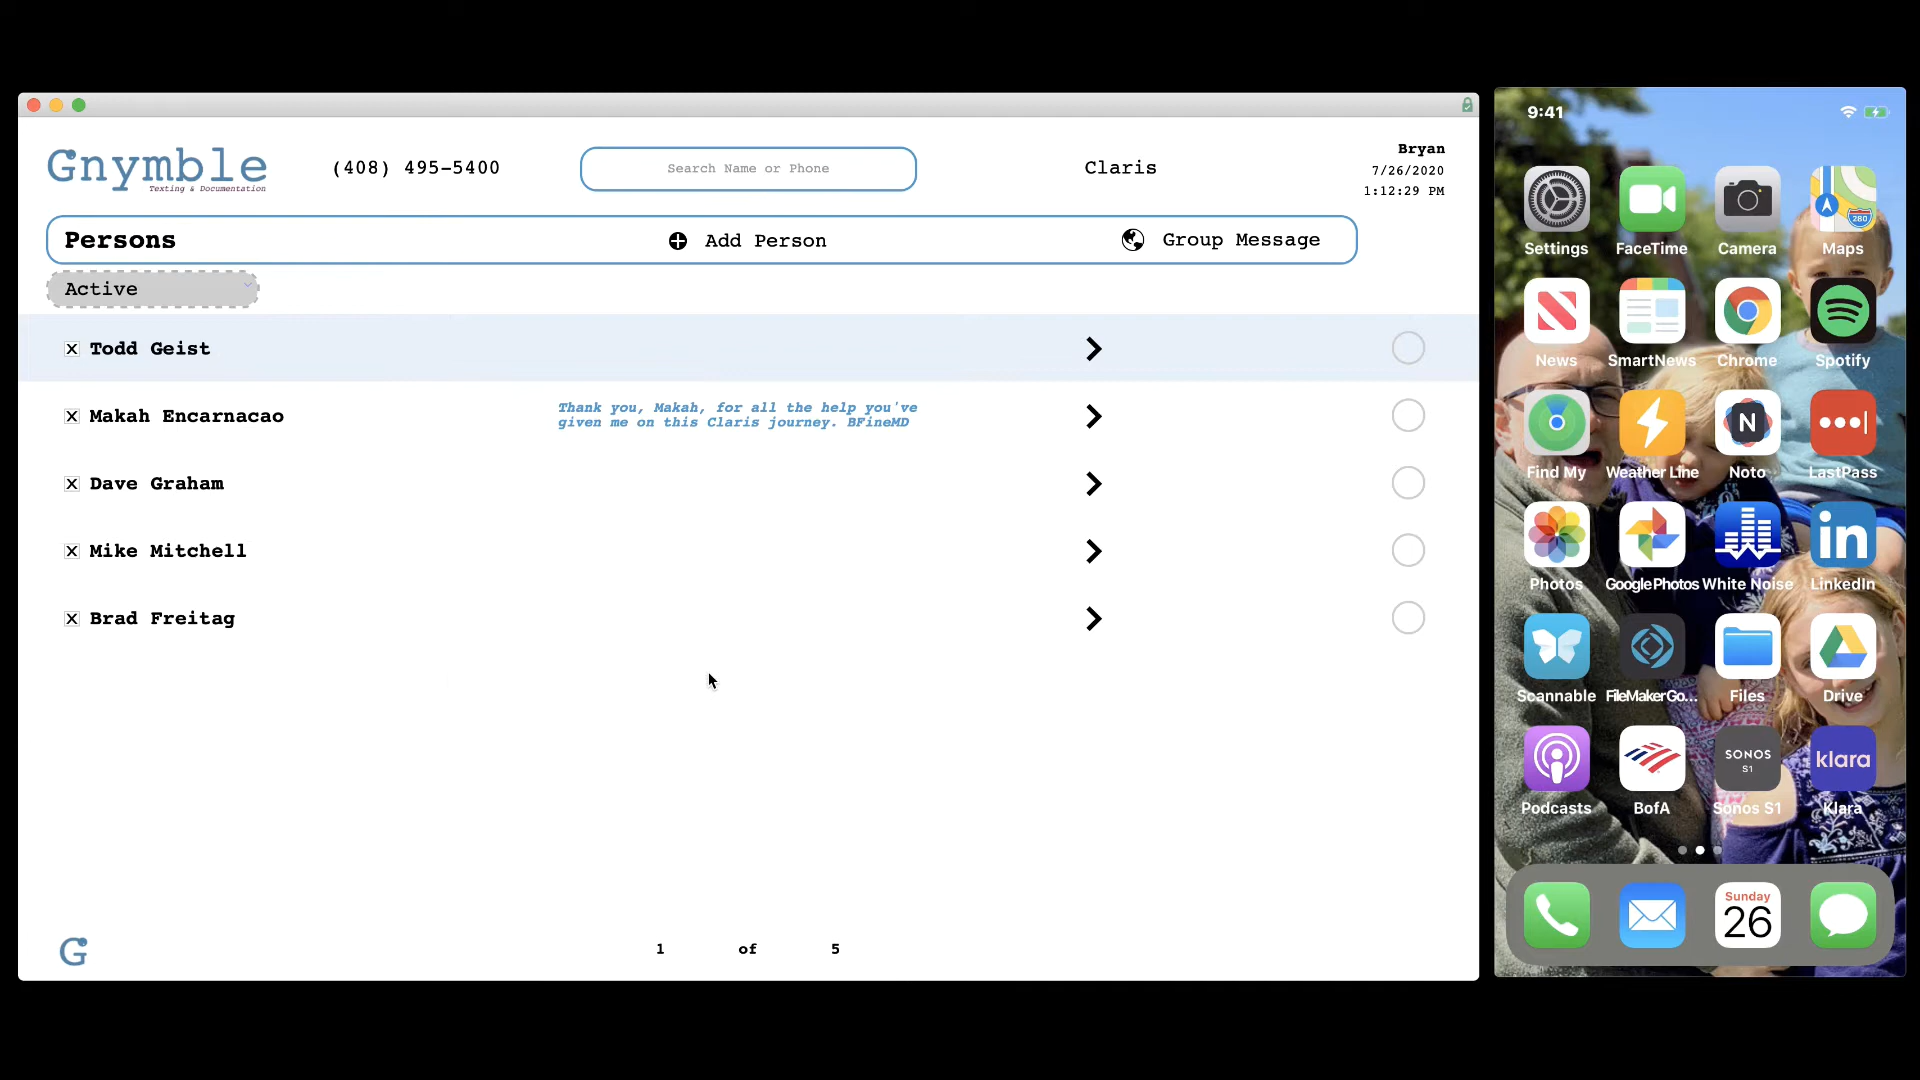 Gnymble
Texting & Documentation
(408) 495-5400
Search Name or Phone
Claris
Bryan
7/26/2020
1:12:29 PM
Persons
Add Person
Group Message
Active
X Todd Geist
X Makah Encarnacao
Thank you, Makah, for all the help you've
given me on this Claris journey. BFineMD
X Dave Graham
X Mike Mitchell
X Brad Freitag
G
1 of 5
9:41
280
Settings FaceTime Camera Maps
News SmartNews Chrome Spotify
N
Find My Weather Line Noto LastPass
in
Photos Google Photos White Noise LinkedIn
Scannable FileMaker Go... Files Drive
SONOS
S1
klara
Podcasts BofA Sonos S1 Klara
Sunday
26